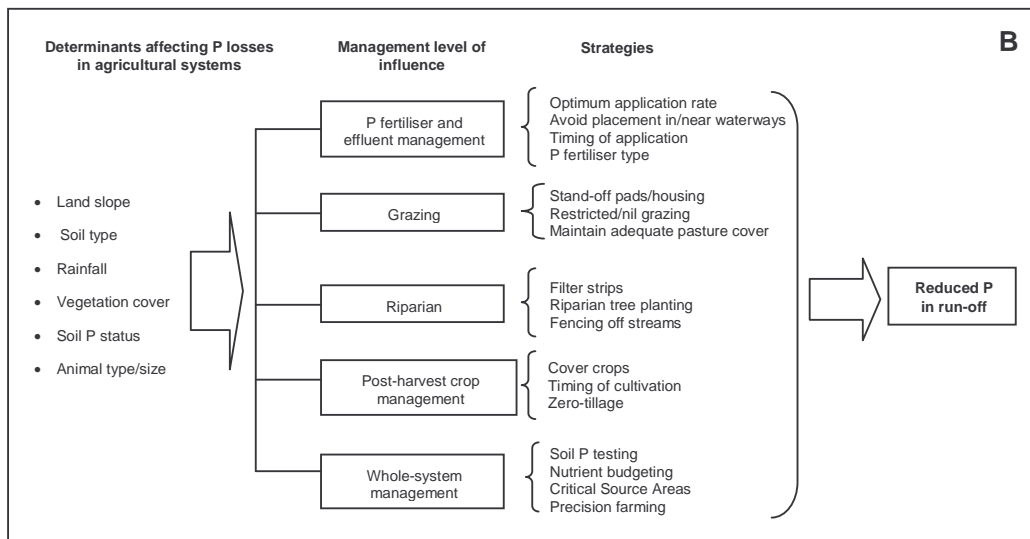 B
Determinants affecting P losses
in agricultural systems
Management level of
influence
Strategies
• Land slope
• Soil type
• Rainfall
• Vegetation cover
• Soil P status
• Animal type/size
P fertiliser and
effluent management
Optimum application rate
Avoid placement in/near waterways
Timing of application
P fertiliser type
Grazing
Stand-off pads/housing
Restricted/nil grazing
Maintain adequate pasture cover
Riparian
Filter strips
Riparian tree planting
Fencing off streams
Post-harvest crop
management
Cover crops
Timing of cultivation
Zero-tillage
Whole-system
management
Soil P testing
Nutrient budgeting
Critical Source Areas
Precision farming
Reduced P
in run-off